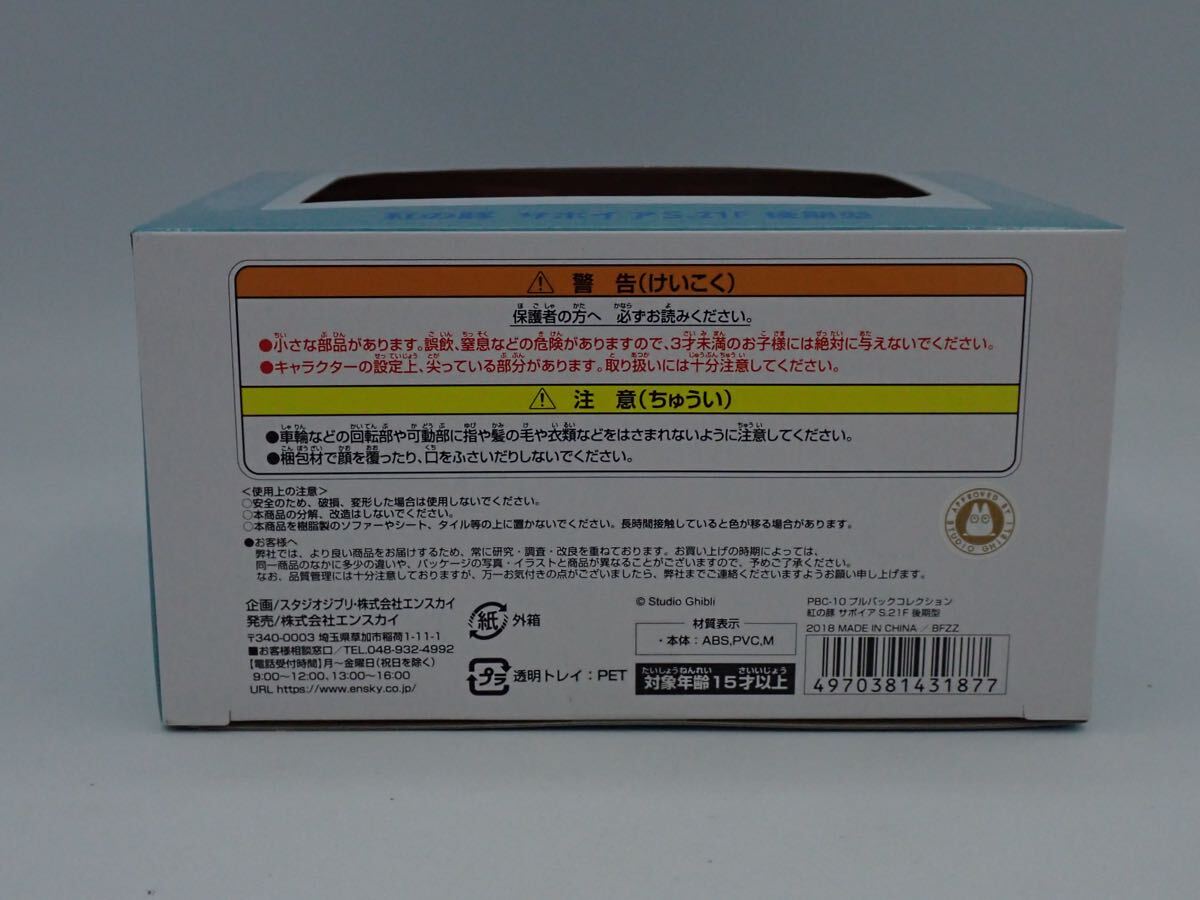 紅の豚 サボイアS.21F 後期型
警 告(けいこく)
保護者の方へ 必ずお読みください。
●小さな部品があります。誤飲、窒息などの危険がありますので、3才未満のお子様には絶対に与えないでください。
●キャラクターの設定上、尖っている部分があります。取り扱いには十分注意してください。
注 意(ちゅうい)
●車輪などの回転部や可動部に指や髪の毛や衣類などをはさまれないように注意してください。
●梱包材で顔を覆ったり、口をふさいだりしないでください。
<使用上の注意>
○安全のため、破損、変形した場合は使用しないでください。
○本商品の分解、改造はしないでください。
○本商品を樹脂製のソファーやシート、タイル等の上に置かないでください。長時間接触していると色が移る場合があります。
●お客様へ
弊社では、より良い商品をお届けするため、常に研究・調査・改良を重ねております。お買い上げの時期によっては、
同一商品のなかに多少の違いや、パッケージの写真・イラストと商品が異なることがございますので、予めご了承ください。
なお、品質管理には十分注意しておりますが、万一お気付きの点がございましたら、弊社までご連絡くださいますようお願い申し上げます。
APPROVED BY STUDIO GHIBLI
企画/スタジオジブリ・株式会社エンスカイ
発売/株式会社エンスカイ
〒340-0003 埼玉県草加市稲荷1-11-1
■お客様相談窓口/TEL.048-932-4992
【電話受付時間】月〜金曜日(祝日を除く)
9:00〜12:00、13:00〜16:00
URL https://www.ensky.co.jp/
紙 外箱
プラ 透明トレイ:PET
© Studio Ghibli
材質表示
・本体:ABS,PVC,M
たいしょうねんれい さいいじょう
対象年齢15才以上
PBC-10 プルバックコレクション
紅の豚 サボイア S.21F 後期型
2018 MADE IN CHINA / BFZZ
4970381431877